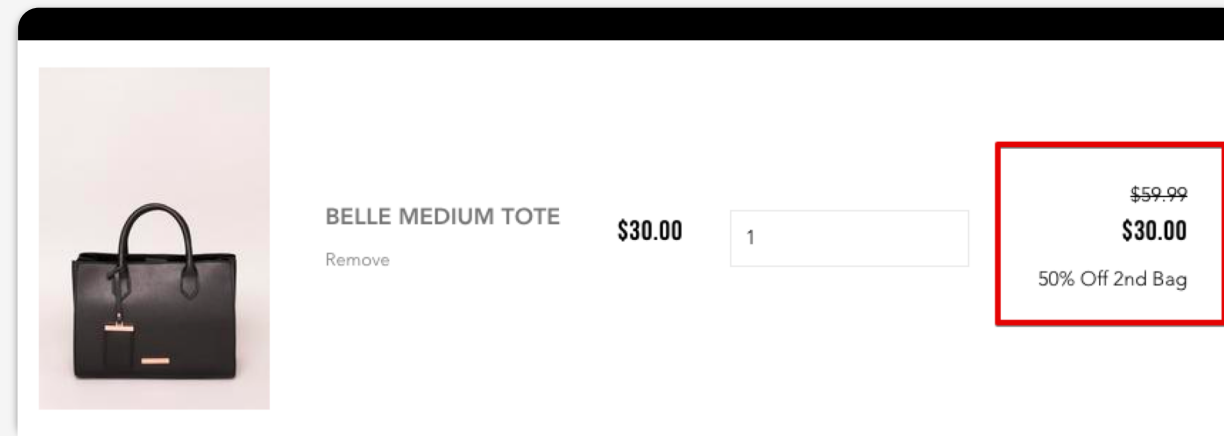 BELLE MEDIUM TOTE
Remove
$30.00
1
$59.99
$30.00
50% Off 2nd Bag